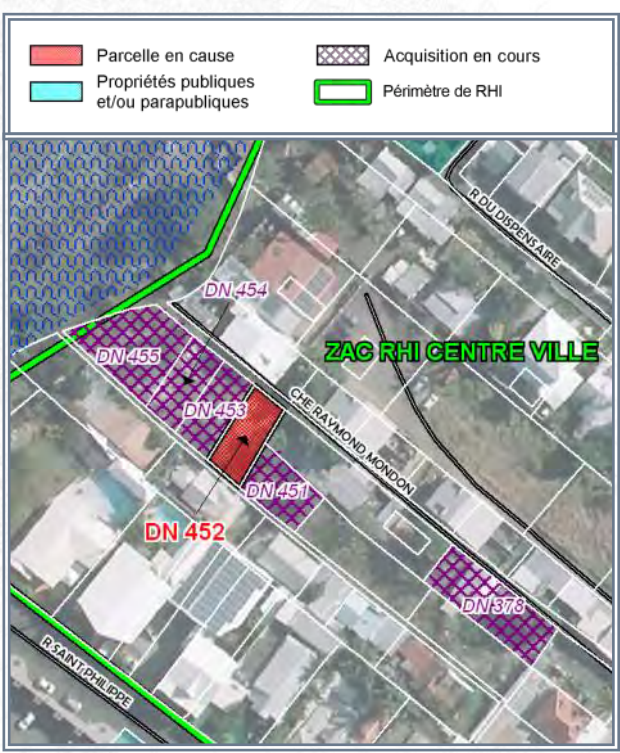 Parcelle en cause
Acquisition en cours
Propriétés publiques
et/ou parapubliques
Périmètre de RHI
R DU DISPENSAIRE
DN 454
DN 455
ZAC RHI CENTRE VILLE
DN 453
CHE RAYMOND MONDON
DN 451
DN 452
DN 378
R SAINT PHILIPPE